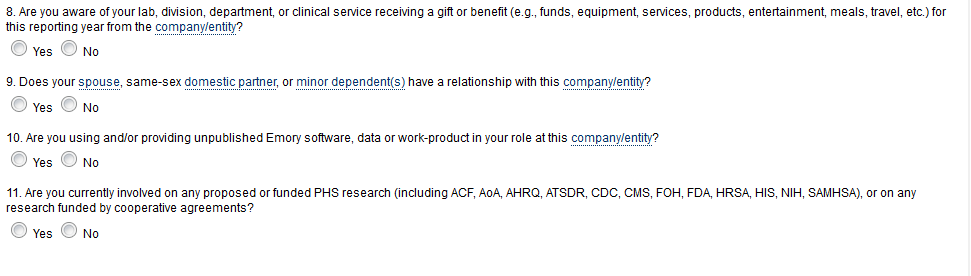 8. Are you aware of your lab, division, department, or clinical service receiving a gift or benefit (e.g., funds, equipment, services, products, entertainment, meals, travel, etc.) for
this reporting year from the company/entity?
Yes No
9. Does your spouse, same-sex domestic partner, or minor dependent(s) have a relationship with this company/entity?
Yes No
10. Are you using and/or providing unpublished Emory software, data or work-product in your role at this company/entity?
Yes No
11. Are you currently involved on any proposed or funded PHS research (including ACF, AoA, AHRQ, ATSDR, CDC, CMS, FOH, FDA, HRSA, HIS, NIH, SAMHSA), or on any
research funded by cooperative agreements?
Yes No